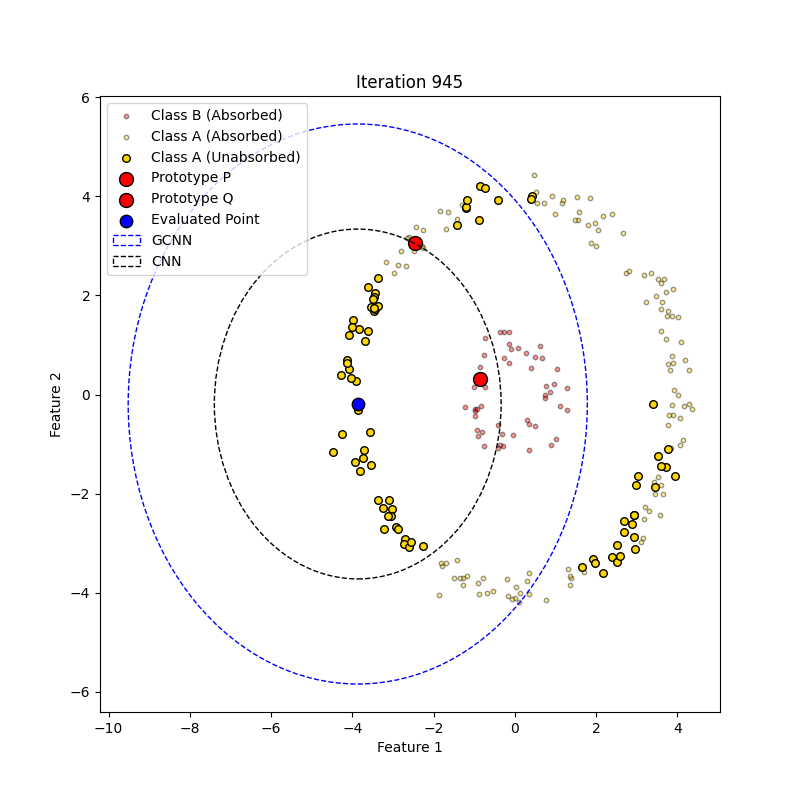 Iteration 945
Class B (Absorbed)
Class A (Absorbed)
Class A (Unabsorbed)
Prototype P
Prototype Q
Evaluated Point
GCNN
CNN
6
4
2
0
−2
−4
−6
Feature 2
−10 −8 −6 −4 −2 0 2 4
Feature 1